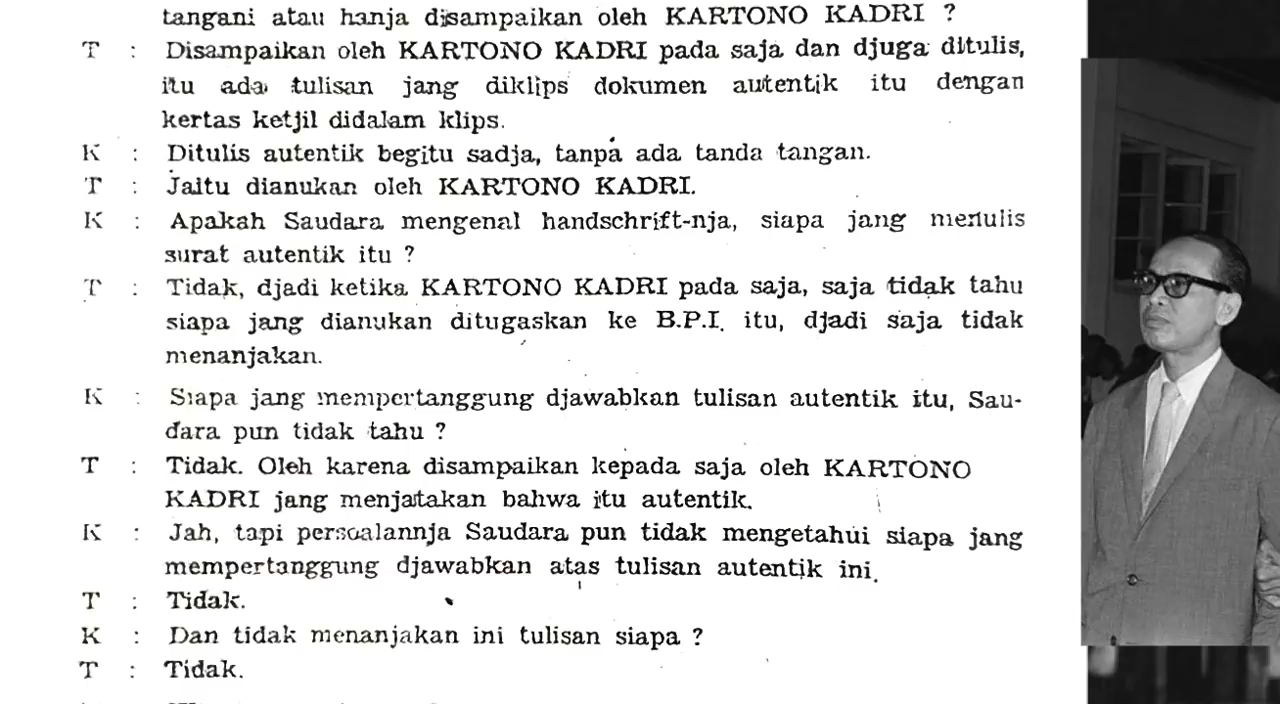 tangani atau hanja disampaikan oleh KARTONO KADRI ?
T : Disampaikan oleh KARTONO KADRI pada saja dan djuga ditulis,
itu ada tulisan jang diklips dokumen autentik itu dengan
kertas ketjil didalam klips.
K : Ditulis autentik begitu sadja, tanpa ada tanda tangan.
T : Jaitu dianukan oleh KARTONO KADRI.
K : Apakah Saudara mengenal handschrift-nja, siapa jang menulis
surat autentik itu ?
T : Tidak, djadi ketika KARTONO KADRI pada saja, saja tidak tahu
siapa jang dianukan ditugaskan ke B.P.I. itu, djadi saja tidak
menanjakan.
K : Siapa jang mempertanggung djawabkan tulisan autentik itu, Sau-
dara pun tidak tahu ?
T : Tidak. Oleh karena disampaikan kepada saja oleh KARTONO
KADRI jang menjatakan bahwa itu autentik.
K : Jah, tapi persoalannja Saudara pun tidak mengetahui siapa jang
mempertanggung djawabkan atas tulisan autentik ini.
T : Tidak.
K : Dan tidak menanjakan ini tulisan siapa ?
T : Tidak.